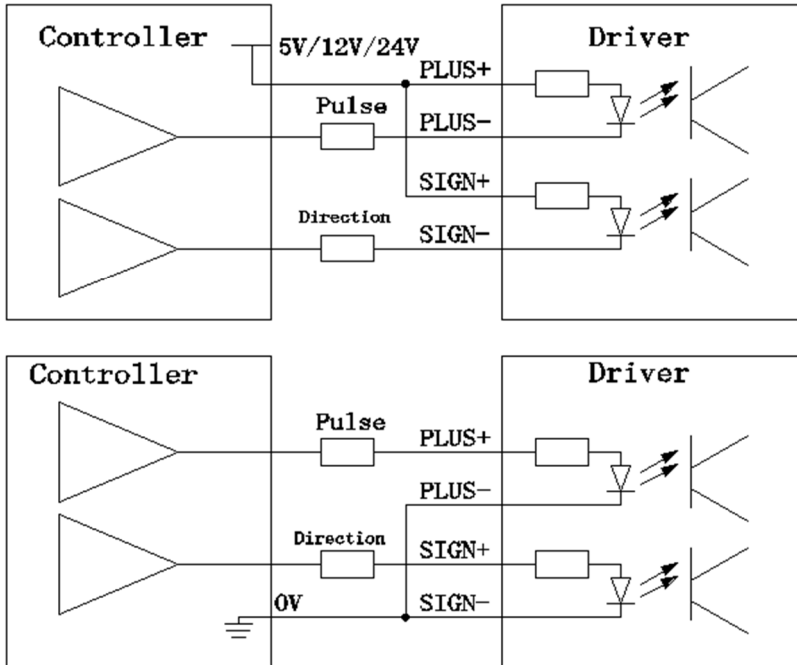 Controller
Driver
5V/12V/24V
PLUS+
Pulse
PLUS-
SIGN+
Direction
SIGN-
Controller
Driver
Pulse
PLUS+
PLUS-
Direction
SIGN+
0V
SIGN-